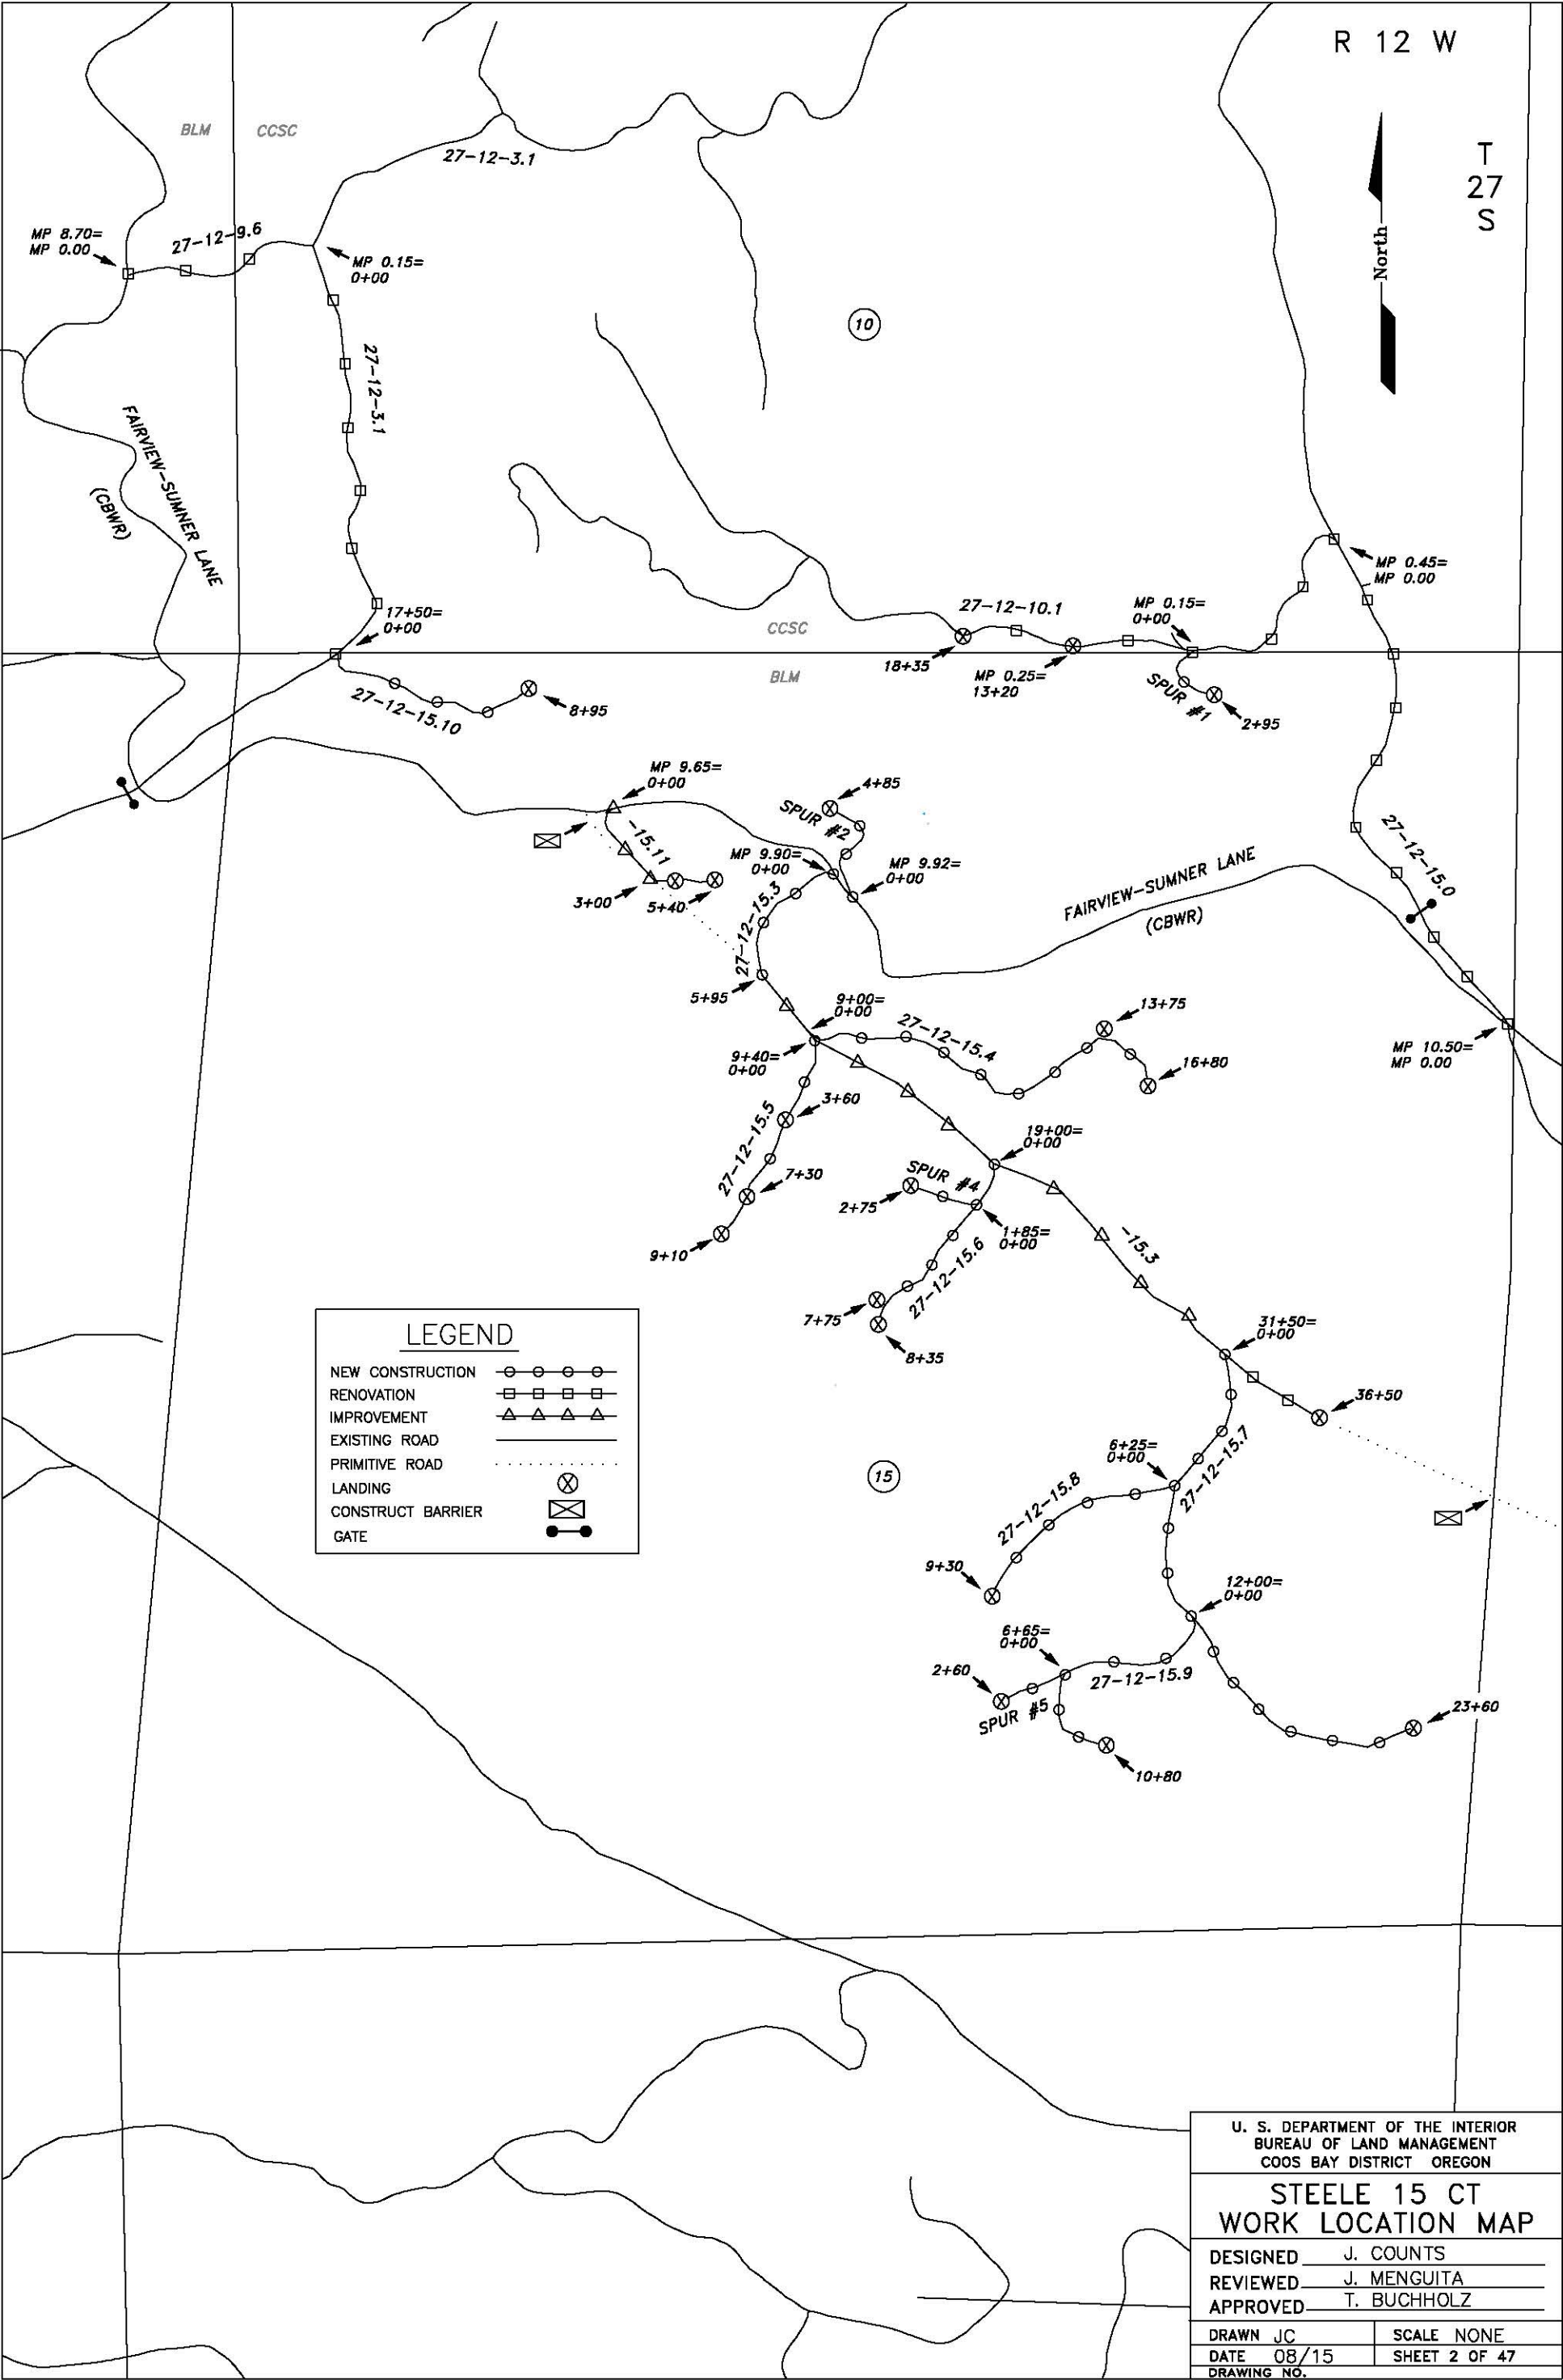 R 12 W
T
27
S
North
BLM
CCSC
27-12-3.1
MP 8.70=
MP 0.00
27-12-9.6
MP 0.15=
0+00
10
27-12-3.1
FAIRVIEW-SUMNER LANE
(CBWR)
17+50=
0+00
27-12-15.10
8+95
CCSC
BLM
27-12-10.1
18+35
MP 0.25=
13+20
MP 0.15=
0+00
SPUR #1
2+95
MP 0.45=
MP 0.00
MP 9.65=
0+00
-15.11
3+00
5+40
SPUR #2
4+85
MP 9.90=
0+00
MP 9.92=
0+00
27-12-15.3
5+95
27-12-15.0
FAIRVIEW-SUMNER LANE
(CBWR)
MP 10.50=
MP 0.00
9+00=
0+00
9+40=
0+00
27-12-15.4
13+75
16+80
27-12-15.5
3+60
7+30
9+10
19+00=
0+00
SPUR #4
2+75
1+85=
0+00
27-12-15.6
7+75
8+35
-15.3
31+50=
0+00
36+50
6+25=
0+00
27-12-15.7
27-12-15.8
9+30
15
12+00=
0+00
6+65=
0+00
27-12-15.9
2+60
SPUR #5
10+80
23+60
LEGEND
NEW CONSTRUCTION
RENOVATION
IMPROVEMENT
EXISTING ROAD
PRIMITIVE ROAD
LANDING
CONSTRUCT BARRIER
GATE
U. S. DEPARTMENT OF THE INTERIOR
BUREAU OF LAND MANAGEMENT
COOS BAY DISTRICT OREGON
STEELE 15 CT
WORK LOCATION MAP
DESIGNED J. COUNTS
REVIEWED J. MENGUITA
APPROVED T. BUCHHOLZ
DRAWN JC
SCALE NONE
DATE 08/15
SHEET 2 OF 47
DRAWING NO.